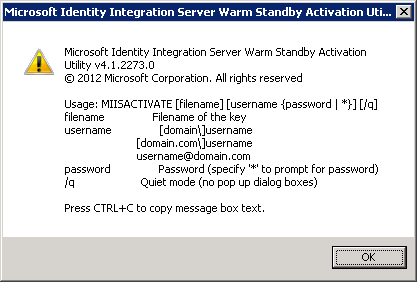 Microsoft Identity Integration Server Warm Standby Activation Uti...
Microsoft Identity Integration Server Warm Standby Activation
Utility v4.1.2273.0
© 2012 Microsoft Corporation. All rights reserved
Usage: MIISACTIVATE [filename] [username {password | *}] [/q]
filename Filename of the key
username [domain\]username
[domain.com\]username
username@domain.com
password Password (specify '*' to prompt for password)
/q Quiet mode (no pop up dialog boxes)
Press CTRL+C to copy message box text.
OK